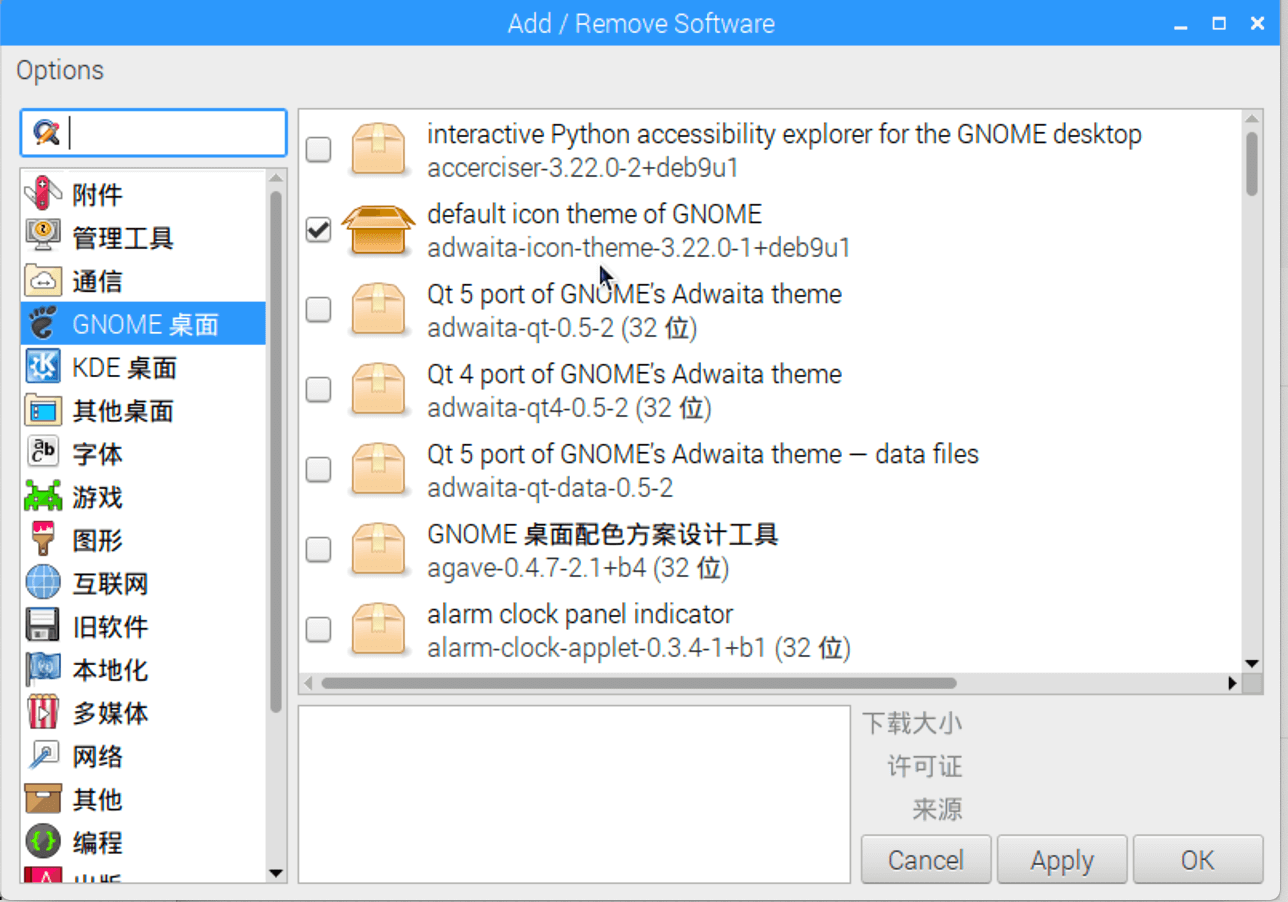 Add / Remove Software
Options
附件
管理工具
通信
GNOME 桌面
KDE 桌面
其他桌面
字体
游戏
图形
互联网
旧软件
本地化
多媒体
网络
其他
编程
interactive Python accessibility explorer for the GNOME desktop
accerciser-3.22.0-2+deb9u1
default icon theme of GNOME
adwaita-icon-theme-3.22.0-1+deb9u1
Qt 5 port of GNOME's Adwaita theme
adwaita-qt-0.5-2 (32 位)
Qt 4 port of GNOME's Adwaita theme
adwaita-qt4-0.5-2 (32 位)
Qt 5 port of GNOME's Adwaita theme — data files
adwaita-qt-data-0.5-2
GNOME 桌面配色方案设计工具
agave-0.4.7-2.1+b4 (32 位)
alarm clock panel indicator
alarm-clock-applet-0.3.4-1+b1 (32 位)
下载大小
许可证
来源
Cancel
Apply
OK